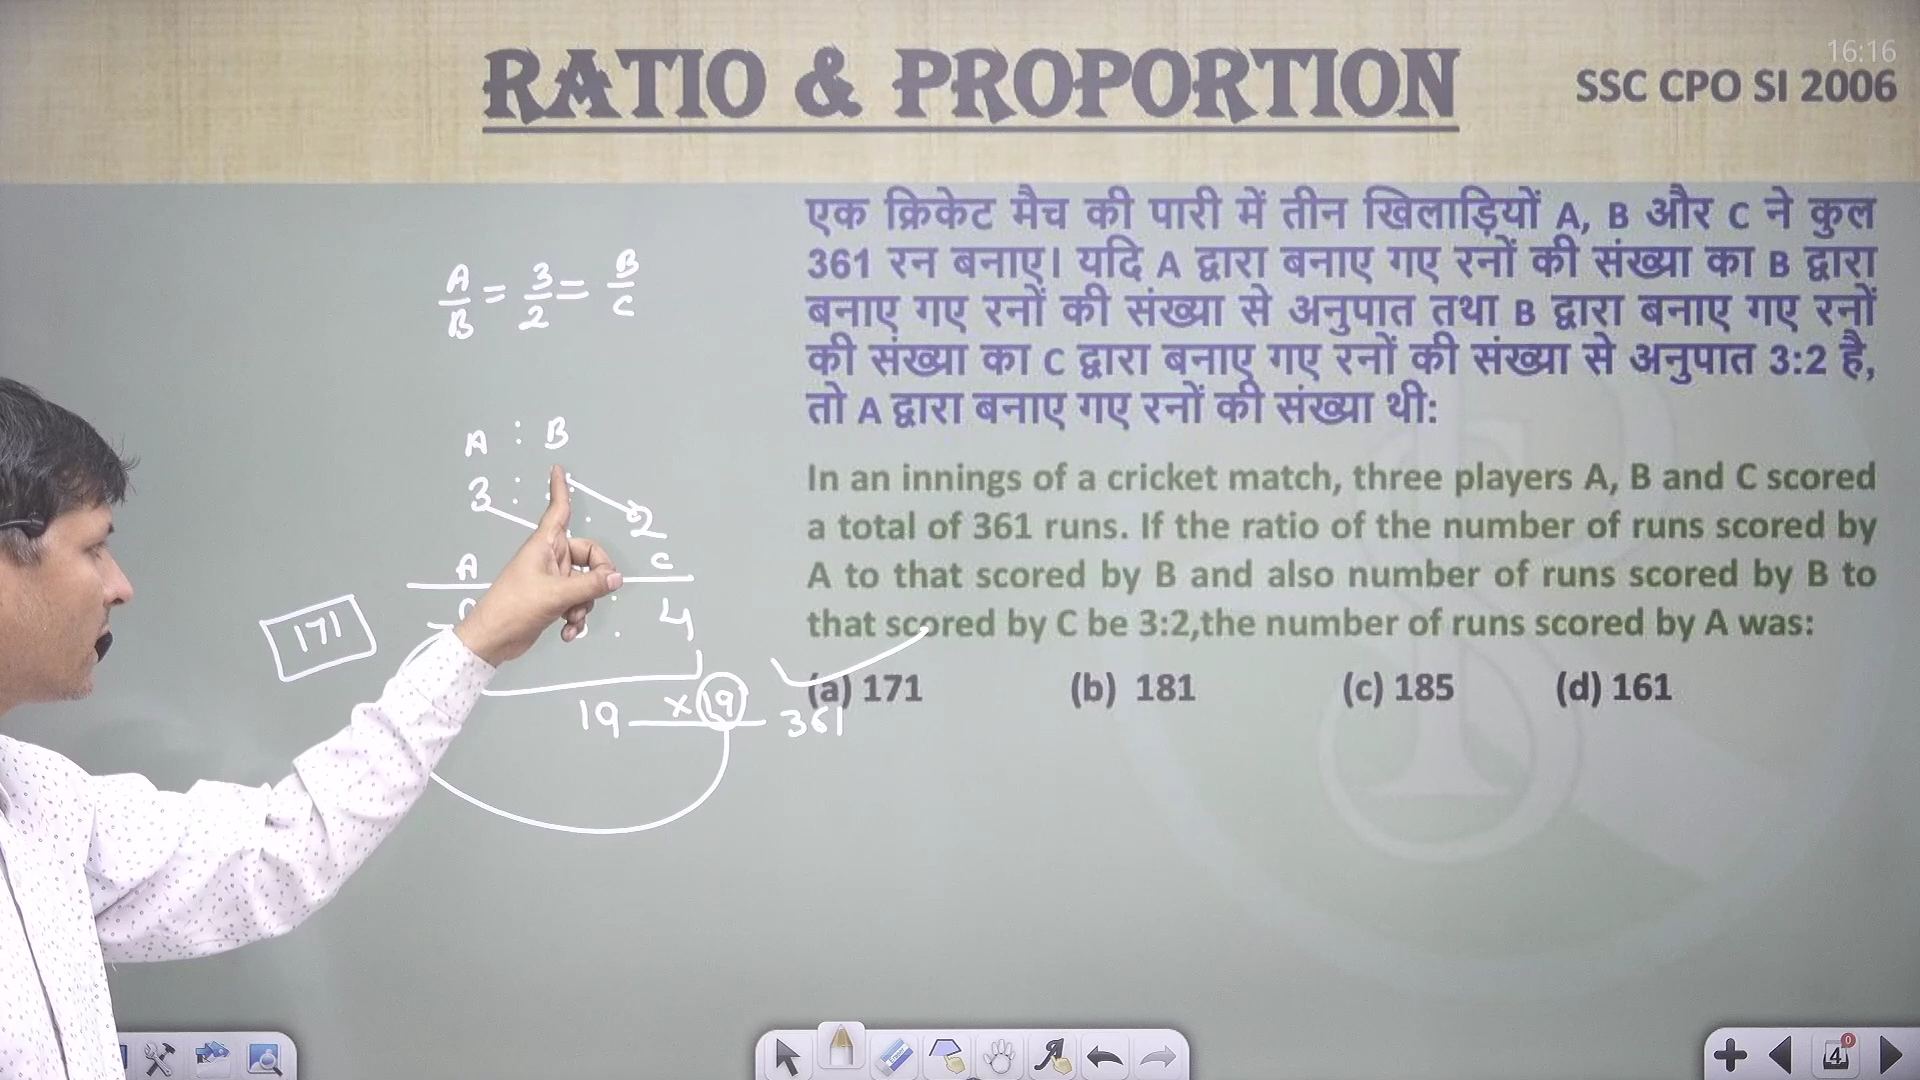 RATIO & PROPORTION
16:16
SSC CPO SI 2006
एक क्रिकेट मैच की पारी में तीन खिलाड़ियों A, B और C ने कुल
361 रन बनाए। यदि A द्वारा बनाए गए रनों की संख्या का B द्वारा
बनाए गए रनों की संख्या से अनुपात तथा B द्वारा बनाए गए रनों
की संख्या का C द्वारा बनाए गए रनों की संख्या से अनुपात 3:2 है,
तो A द्वारा बनाए गए रनों की संख्या थी:
In an innings of a cricket match, three players A, B and C scored
a total of 361 runs. If the ratio of the number of runs scored by
A to that scored by B and also number of runs scored by B to
that scored by C be 3:2,the number of runs scored by A was:
(a) 171 (b) 181 (c) 185 (d) 161
A/B = 3/2 = B/C
A : B
3 :
: 2
A C
: 4
171
19 × 19 361
4
0